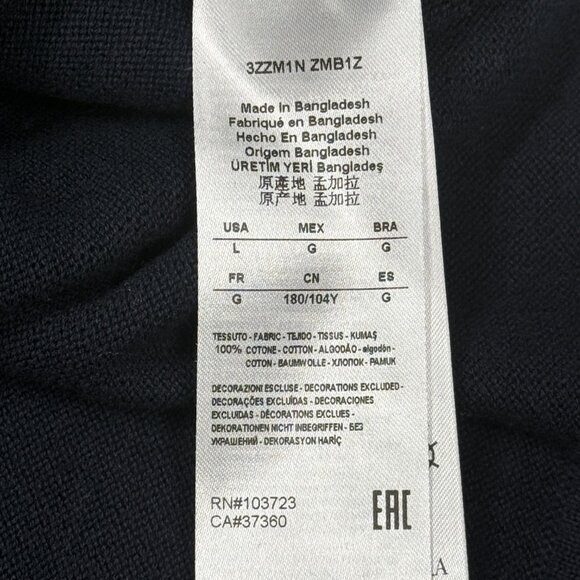 3ZZM1N ZMB1Z
Made In Bangladesh
Fabriqué en Bangladesh
Hecho En Bangladesh
Origem Bangladesh
ÜRETİM YERİ Bangladeş
原產地 孟加拉
原产地 孟加拉
USA MEX BRA
L G G
FR CN ES
G 180/104Y G
TESSUTO - FABRIC - TEJIDO - TISSUS - KUMAŞ
100% COTONE - COTTON - ALGODÃO - algodón -
COTON - BAUMWOLLE - ХЛОПОК - PAMUK
DECORAZIONI ESCLUSE - DECORATIONS EXCLUDED -
DECORAÇÕES EXCLUÍDAS - DECORACIONES
EXCLUIDAS - DÉCORATIONS EXCLUES -
DEKORATIONEN NICHT INBEGRIFFEN - БЕЗ
УКРАШЕНИЙ - DEKORASYON HARİÇ
RN#103723
CA#37360
EAC